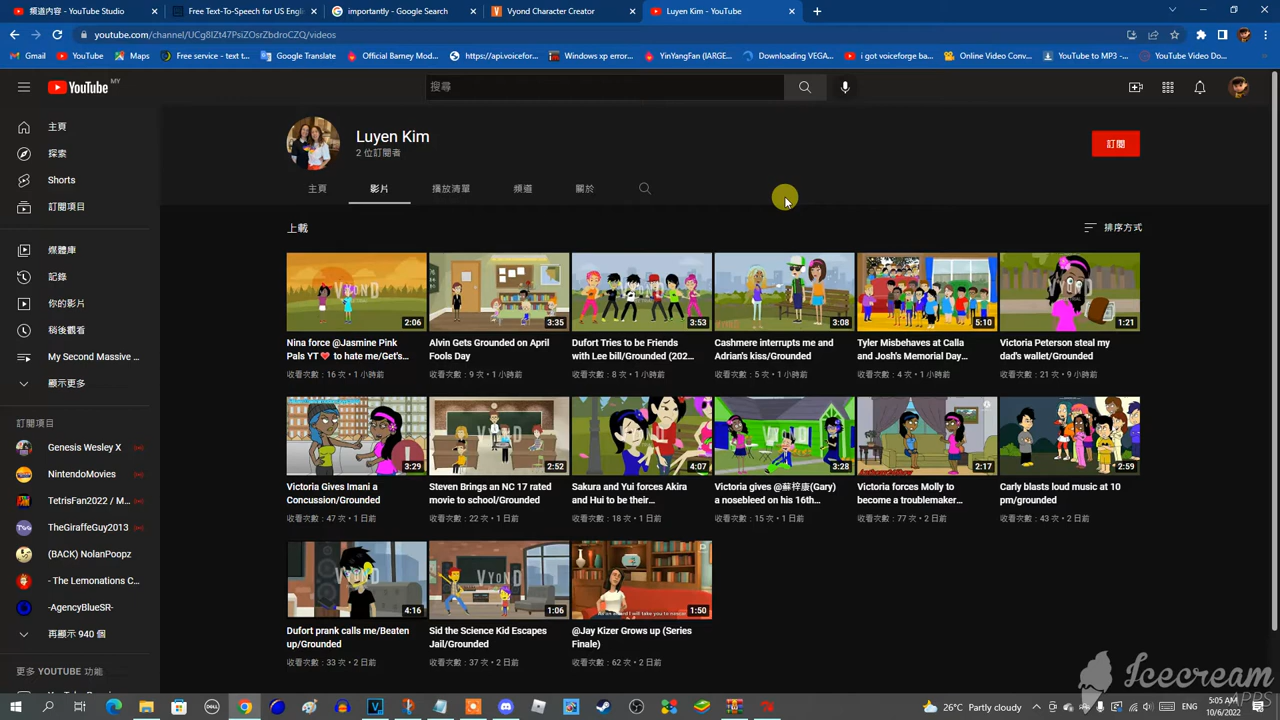 頻道內容 - YouTube Studio
Free Text-To-Speech for US Engli
importantly - Google Search
Vyond Character Creator
Luyen Kim - YouTube
youtube.com/channel/UCg8IZt47PsiZOsrZbdroCZQ/videos
Gmail
YouTube
Maps
Free service - text t...
Google Translate
Official Barney Mod...
https://api.voicefor...
Windows xp error...
YinYangFan (lARGE...
Downloading VEGA...
i got voiceforge ba...
Online Video Conv...
YouTube to MP3 -...
YouTube Video Do...
YouTube MY
搜尋
主頁
探索
Shorts
訂閱項目
媒體庫
記錄
你的影片
稍後觀看
My Second Massive ...
顯示更多
訂閱項目
Genesis Wesley X
NintendoMovies
TetrisFan2022 / M...
TheGiraffeGuy2013
(BACK) NolanPoopz
- The Lemonations C...
-AgencyBlueSR-
再顯示 940 個
更多 YOUTUBE 功能
Luyen Kim
2 位訂閱者
訂閱
主頁
影片
播放清單
頻道
關於
上載
排序方式
2:06
3:35
3:53
3:08
5:10
1:21
Nina force @Jasmine Pink
Pals YT❤ to hate me/Get's...
收看次數：16 次 • 1 小時前
Alvin Gets Grounded on April
Fools Day
收看次數：9 次 • 1 小時前
Dufort Tries to be Friends
with Lee bill/Grounded (202...
收看次數：8 次 • 1 小時前
Cashmere interrupts me and
Adrian's kiss/Grounded
收看次數：5 次 • 1 小時前
Tyler Misbehaves at Calla
and Josh's Memorial Day...
收看次數：4 次 • 1 小時前
Victoria Peterson steal my
dad's wallet/Grounded
收看次數：21 次 • 9 小時前
3:29
2:52
4:07
3:28
2:17
2:59
Victoria Gives Imani a
Concussion/Grounded
收看次數：47 次 • 1 日前
Steven Brings an NC 17 rated
movie to school/Grounded
收看次數：22 次 • 1 日前
Sakura and Yui forces Akira
and Hui to be their...
收看次數：18 次 • 1 日前
Victoria gives @蘇梓康(Gary)
a nosebleed on his 16th...
收看次數：15 次 • 1 日前
Victoria forces Molly to
become a troublemaker...
收看次數：77 次 • 2 日前
Carly blasts loud music at 10
pm/grounded
收看次數：43 次 • 2 日前
VYOND
4:16
VYOND
1:06
1:50
Dufort prank calls me/Beaten
up/Grounded
收看次數：33 次 • 2 日前
Sid the Science Kid Escapes
Jail/Grounded
收看次數：37 次 • 2 日前
@Jay Kizer Grows up (Series
Finale)
收看次數：62 次 • 2 日前
Icecream
APPS
26°C Partly cloudy
5:05 AM
10/6/2022